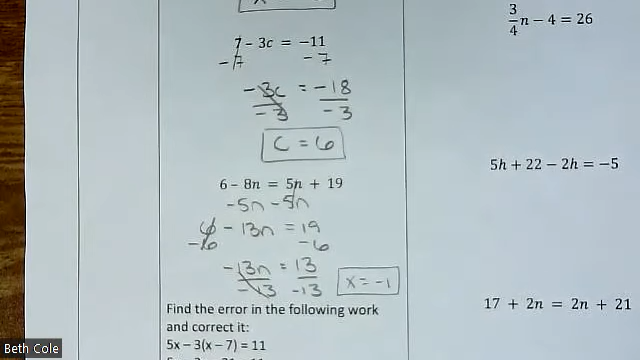 7 - 3c = -11
-7 -7
-3c = -18
-3 -3
c = 6
6 - 8n = 5n + 19
-5n -5n
6 - 13n = 19
-6 -6
-13n = 13
-13 -13
x = -1
Find the error in the following work
and correct it:
5x – 3(x – 7) = 11
3/4 n – 4 = 26
5h + 22 – 2h = –5
17 + 2n = 2n + 21
Beth Cole